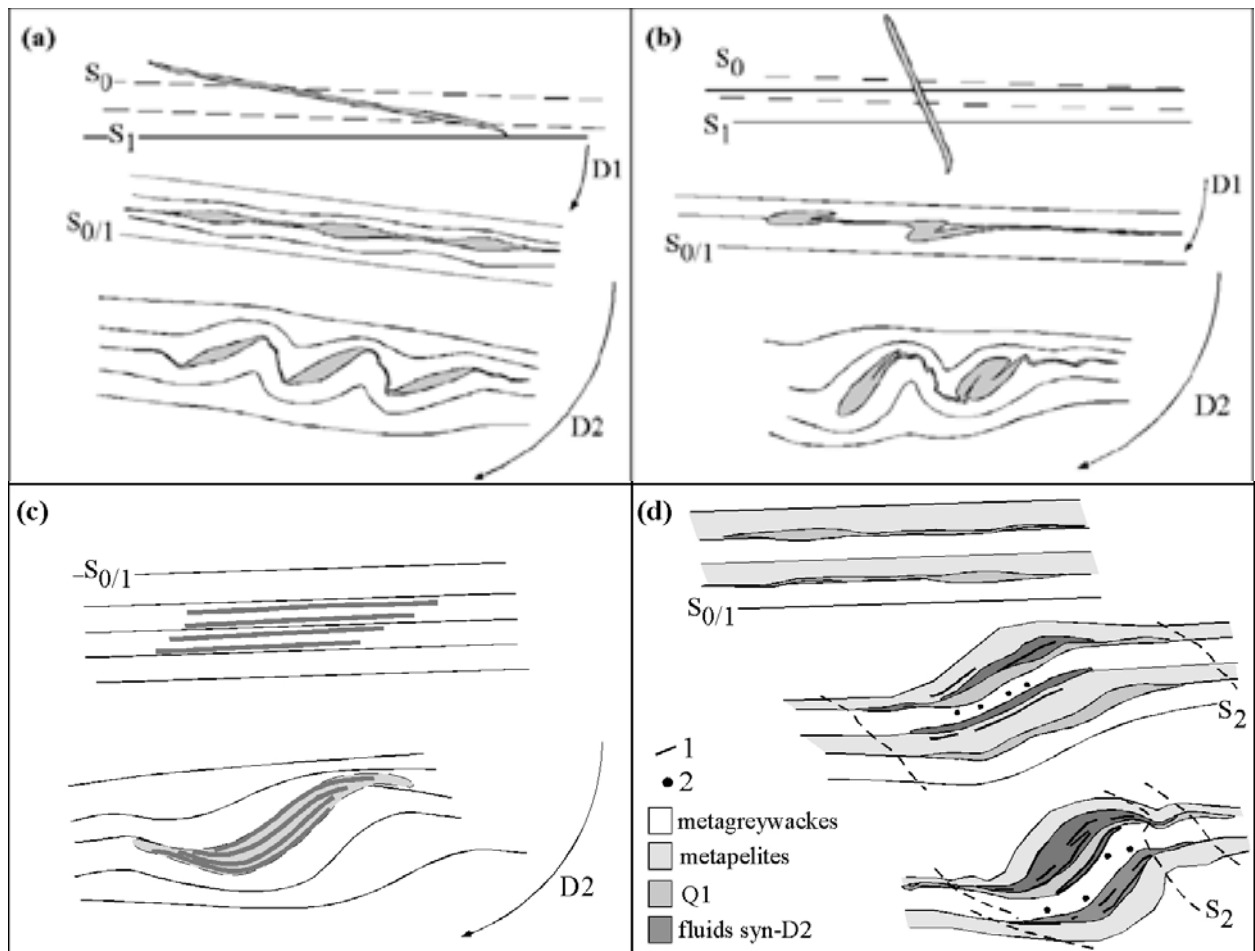 (a)
S0
S1
D1
S0/1
D2
(b)
S0
S1
D1
S0/1
D2
(c)
S0/1
D2
(d)
S0/1
S2
1
2
metagreywackes
metapelites
Q1
fluids syn-D2
S2